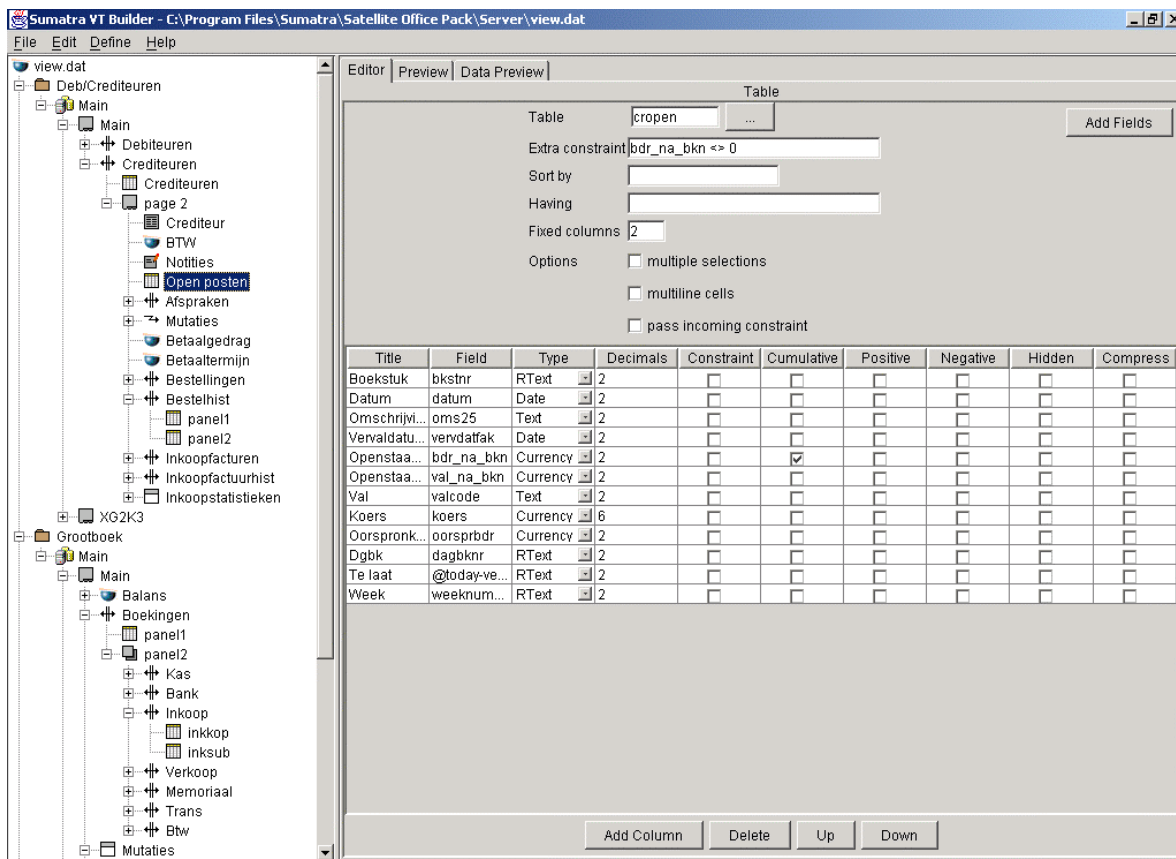 Sumatra VT Builder - C:\Program Files\Sumatra\Satellite Office Pack\Server\view.dat
File Edit Define Help
view.dat
Deb/Crediteuren
Main
Main
Debiteuren
Crediteuren
Crediteuren
page 2
Crediteur
BTW
Notities
Open posten
Afspraken
Mutaties
Betaalgedrag
Betaaltermijn
Bestellingen
Bestelhist
panel1
panel2
Inkoopfacturen
Inkoopfactuurhist
Inkoopstatistieken
XG2K3
Grootboek
Main
Main
Balans
Boekingen
panel1
panel2
Kas
Bank
Inkoop
inkkop
inksub
Verkoop
Memoriaal
Trans
Btw
Mutaties
Editor Preview Data Preview
Table
Table cropen ... Add Fields
Extra constraint bdr_na_bkn <> 0
Sort by
Having
Fixed columns 2
Options multiple selections
multiline cells
pass incoming constraint
Title Field Type Decimals Constraint Cumulative Positive Negative Hidden Compress
Boekstuk bkstnr RText 2
Datum datum Date 2
Omschrijvi... oms25 Text 2
Vervaldatu... vervdatfak Date 2
Openstaa... bdr_na_bkn Currency 2
Openstaa... val_na_bkn Currency 2
Val valcode Text 2
Koers koers Currency 6
Oorspronk... oorsprbdr Currency 2
Dgbk dagbknr RText 2
Te laat @today-ve... RText 2
Week weeknum... RText 2
Add Column Delete Up Down